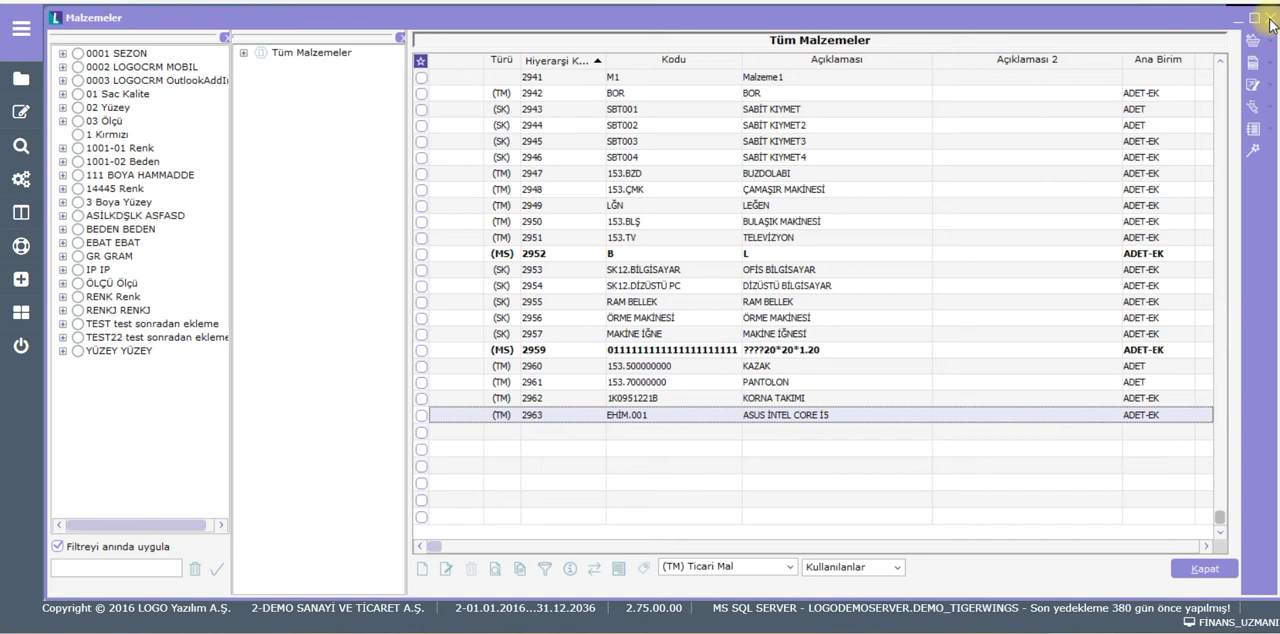 Malzemeler
0001 SEZON
0002 LOGOCRM MOBIL
0003 LOGOCRM OutlookAddI
01 Sac Kalite
02 Yüzey
03 Ölçü
1 Kırmızı
1001-01 Renk
1001-02 Beden
111 BOYA HAMMADDE
14445 Renk
3 Boya Yüzey
ASİLKDŞLK ASFASD
BEDEN BEDEN
EBAT EBAT
GR GRAM
IP IP
ÖLÇÜ Ölçü
RENK Renk
RENKJ RENKJ
TEST test sonradan ekleme
TEST22 test sonradan ekleme
YÜZEY YÜZEY
Filtreyi anında uygula
Tüm Malzemeler
Tüm Malzemeler
Türü Hiyerarşi K... Kodu Açıklaması Açıklaması 2 Ana Birim
2941 M1 Malzeme1
(TM) 2942 BOR BOR ADET-EK
(SK) 2943 SBT001 SABİT KIYMET ADET
(SK) 2944 SBT002 SABİT KIYMET2 ADET
(SK) 2945 SBT003 SABİT KIYMET3 ADET-EK
(SK) 2946 SBT004 SABİT KIYMET4 ADET-EK
(TM) 2947 153.BZD BUZDOLABI ADET-EK
(TM) 2948 153.ÇMK ÇAMAŞIR MAKİNESİ ADET-EK
(TM) 2949 LĞN LEĞEN ADET-EK
(TM) 2950 153.BLŞ BULAŞIK MAKİNESİ ADET-EK
(TM) 2951 153.TV TELEVİZYON ADET-EK
(MS) 2952 B L ADET-EK
(SK) 2953 SK12.BİLGİSAYAR OFİS BİLGİSAYAR ADET-EK
(SK) 2954 SK12.DİZÜSTÜ PC DİZÜSTÜ BİLGİSAYAR ADET-EK
(SK) 2955 RAM BELLEK RAM BELLEK ADET-EK
(SK) 2956 ÖRME MAKİNESİ ÖRME MAKİNESİ ADET-EK
(SK) 2957 MAKİNE İĞNE MAKİNE İĞNESİ ADET-EK
(MS) 2959 ????20*20*1.20 ADET-EK
(TM) 2960 153.500000000 KAZAK ADET
(TM) 2961 153.70000000 PANTOLON ADET
(TM) 2962 1K0951221B KORNA TAKIMI ADET-EK
(TM) 2963 EHİM.001 ASUS İNTEL CORE İ5 ADET-EK
(TM) Ticari Mal Kullanılanlar Kapat
Copyright © 2016 LOGO Yazılım A.Ş. 2-DEMO SANAYİ VE TİCARET A.Ş. 2-01.01.2016...31.12.2036 2.75.00.00 MS SQL SERVER - LOGODEMOSERVER.DEMO_TIGERWINGS - Son yedekleme 380 gün önce yapılmış!
FİNANS_UZMANI